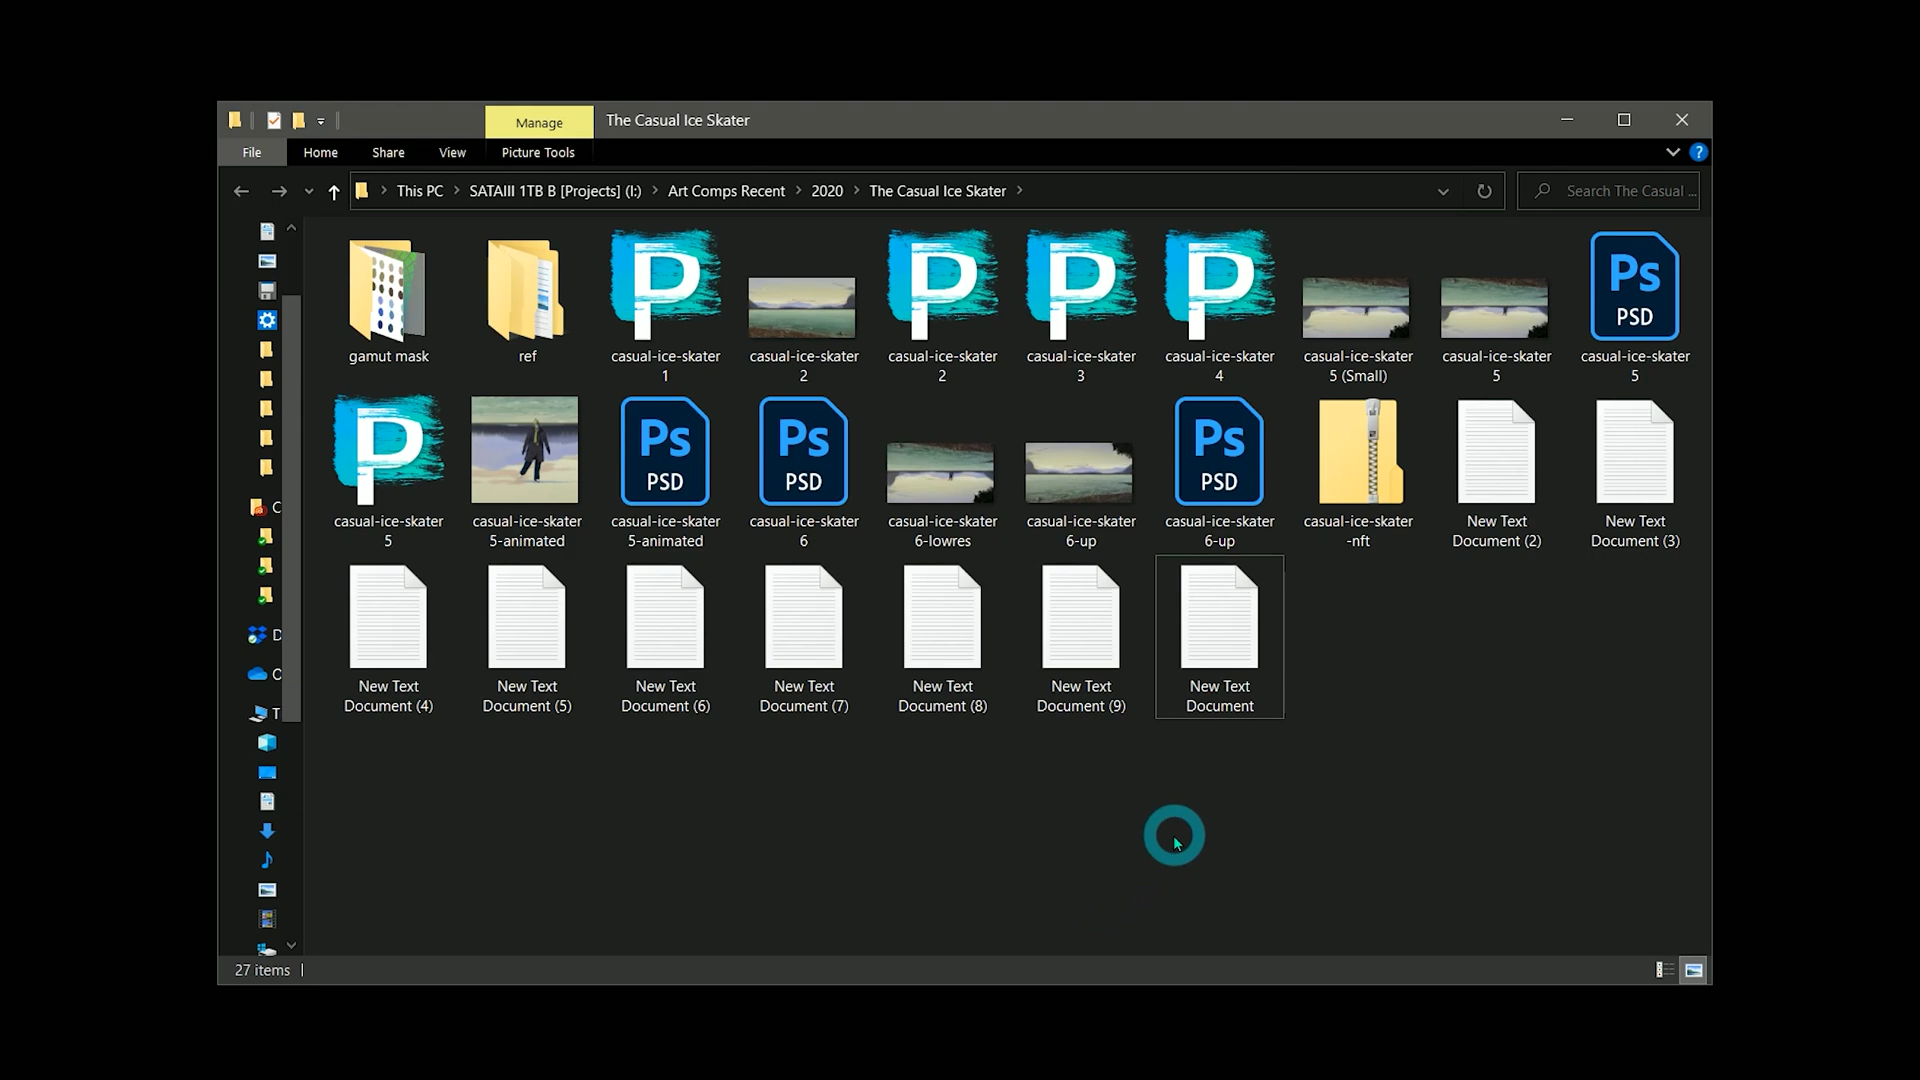 Manage
The Casual Ice Skater
File
Home
Share
View
Picture Tools
?
This PC
SATAIII 1TB B [Projects] (I:)
Art Comps Recent
2020
The Casual Ice Skater
Search The Casual ...
P
P
P
P
Ps
PSD
gamut mask
ref
casual-ice-skater
1
casual-ice-skater
2
casual-ice-skater
2
casual-ice-skater
3
casual-ice-skater
4
casual-ice-skater
5 (Small)
casual-ice-skater
5
casual-ice-skater
5
P
Ps
PSD
Ps
PSD
Ps
PSD
casual-ice-skater
5
casual-ice-skater
5-animated
casual-ice-skater
5-animated
casual-ice-skater
6
casual-ice-skater
6-lowres
casual-ice-skater
6-up
casual-ice-skater
6-up
casual-ice-skater
-nft
New Text
Document (2)
New Text
Document (3)
New Text
Document (4)
New Text
Document (5)
New Text
Document (6)
New Text
Document (7)
New Text
Document (8)
New Text
Document (9)
New Text
Document
C
D
O
T
27 items